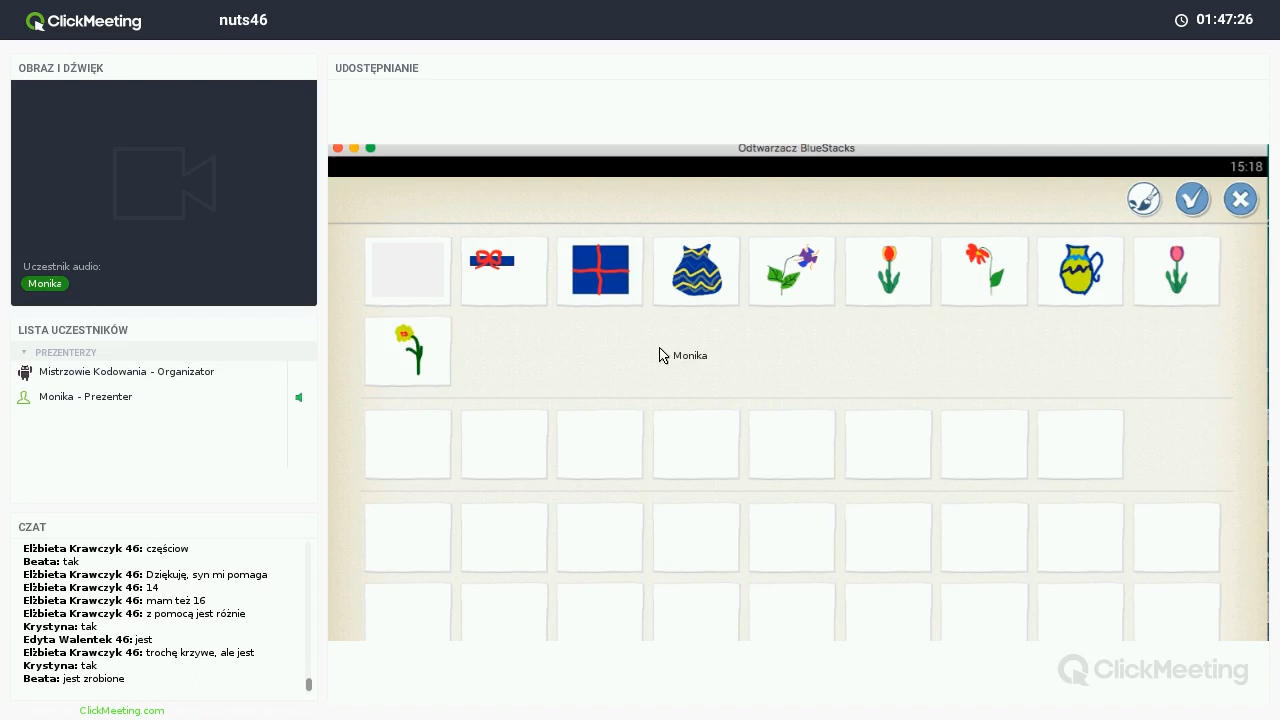 ClickMeeting
nuts46
01:47:26
OBRAZ I DŹWIĘK
Uczestnik audio:
Monika
LISTA UCZESTNIKÓW
PREZENTERZY
Mistrzowie Kodowania - Organizator
Monika - Prezenter
CZAT
Elżbieta Krawczyk 46: częściow
Beata: tak
Elżbieta Krawczyk 46: Dziękuję, syn mi pomaga
Elżbieta Krawczyk 46: 14
Elżbieta Krawczyk 46: mam też 16
Elżbieta Krawczyk 46: z pomocą jest różnie
Krystyna: tak
Edyta Walentek 46: jest
Elżbieta Krawczyk 46: trochę krzywe, ale jest
Krystyna: tak
Beata: jest zrobione
ClickMeeting.com
UDOSTĘPNIANIE
Odtwarzacz BlueStacks
15:18
Monika
ClickMeeting